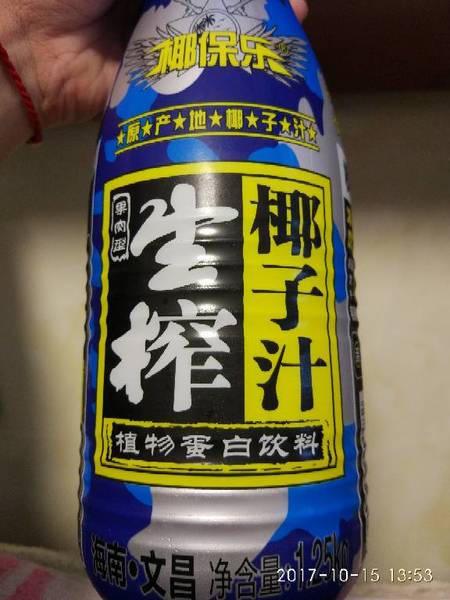 椰保乐
★原★产★地★椰★子★汁★
果肉型
生榨
椰子汁
植物蛋白饮料
海南·文昌 净含量:1.25kg
2017-10-15 13:53